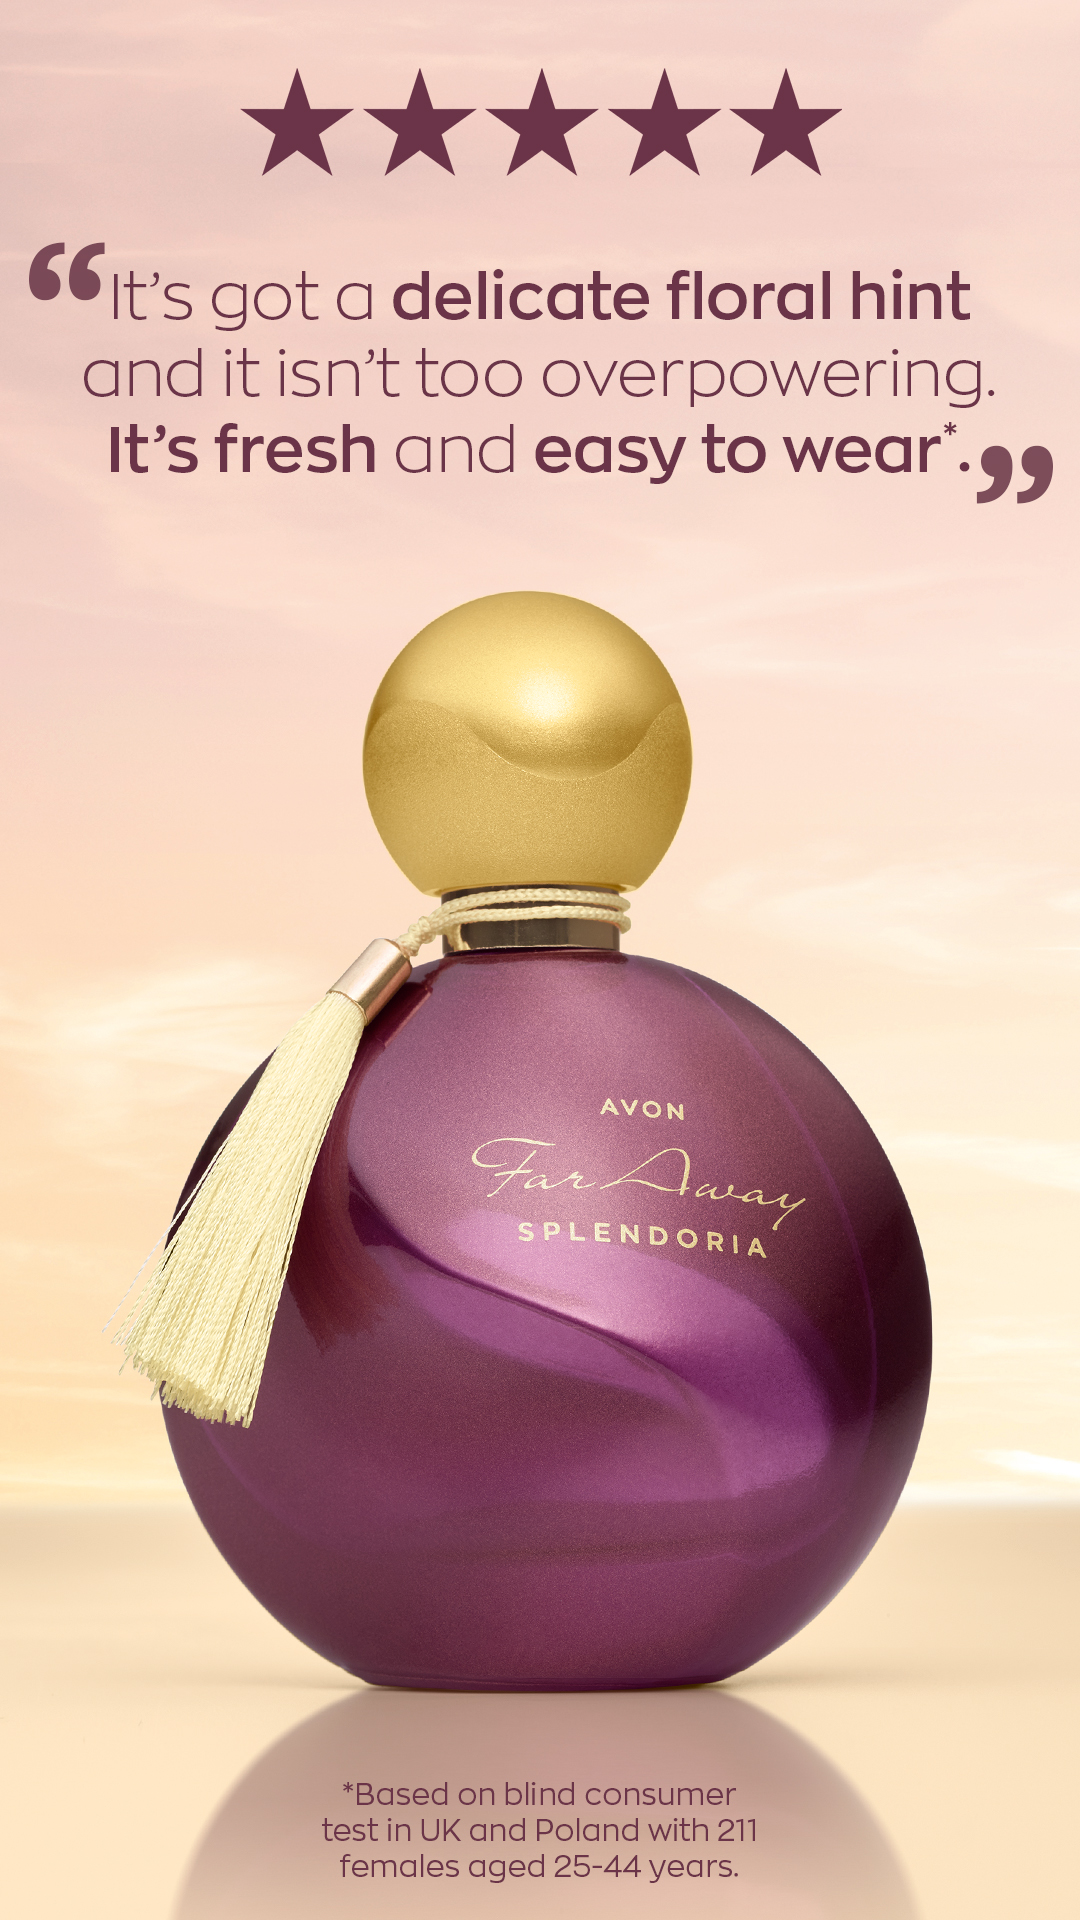 “It’s got a delicate floral hint
and it isn’t too overpowering.
It’s fresh and easy to wear*.”
AVON
Far Away
SPLENDORIA
*Based on blind consumer
test in UK and Poland with 211
females aged 25-44 years.